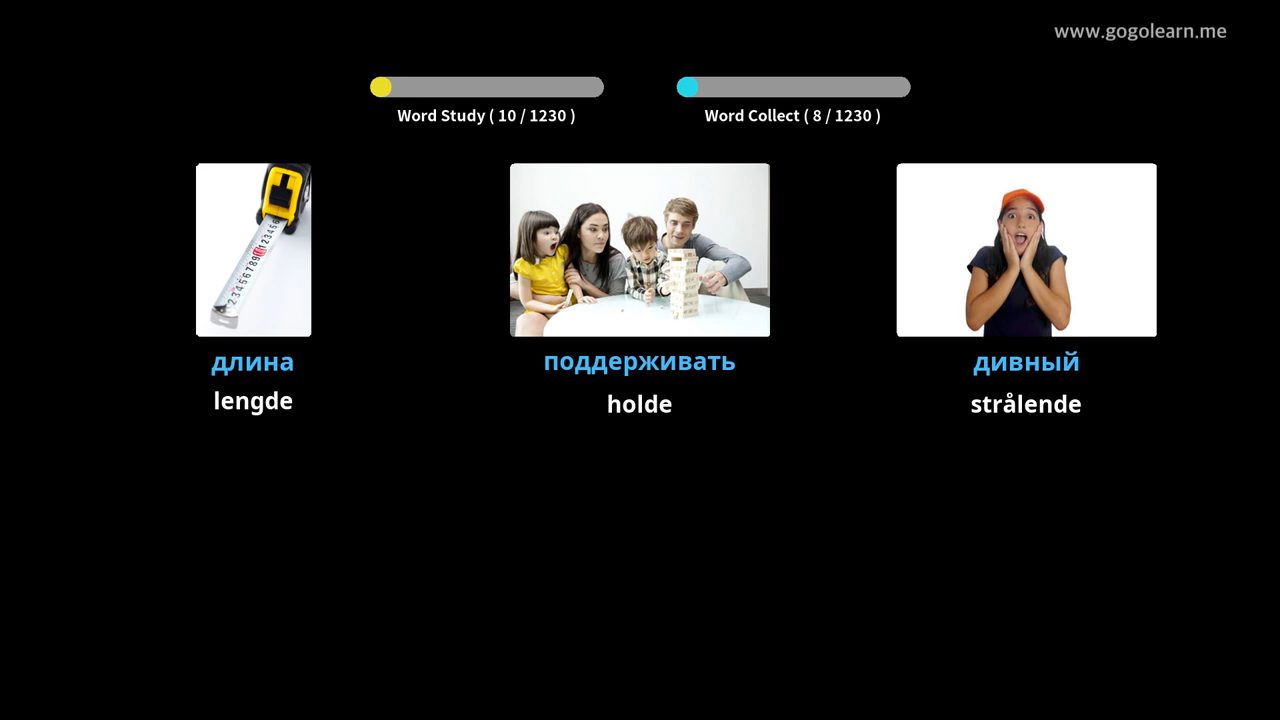 www.gogolearn.me
Word Study ( 10 / 1230 )
Word Collect ( 8 / 1230 )
длина
поддерживать
дивный
lengde
holde
strålende